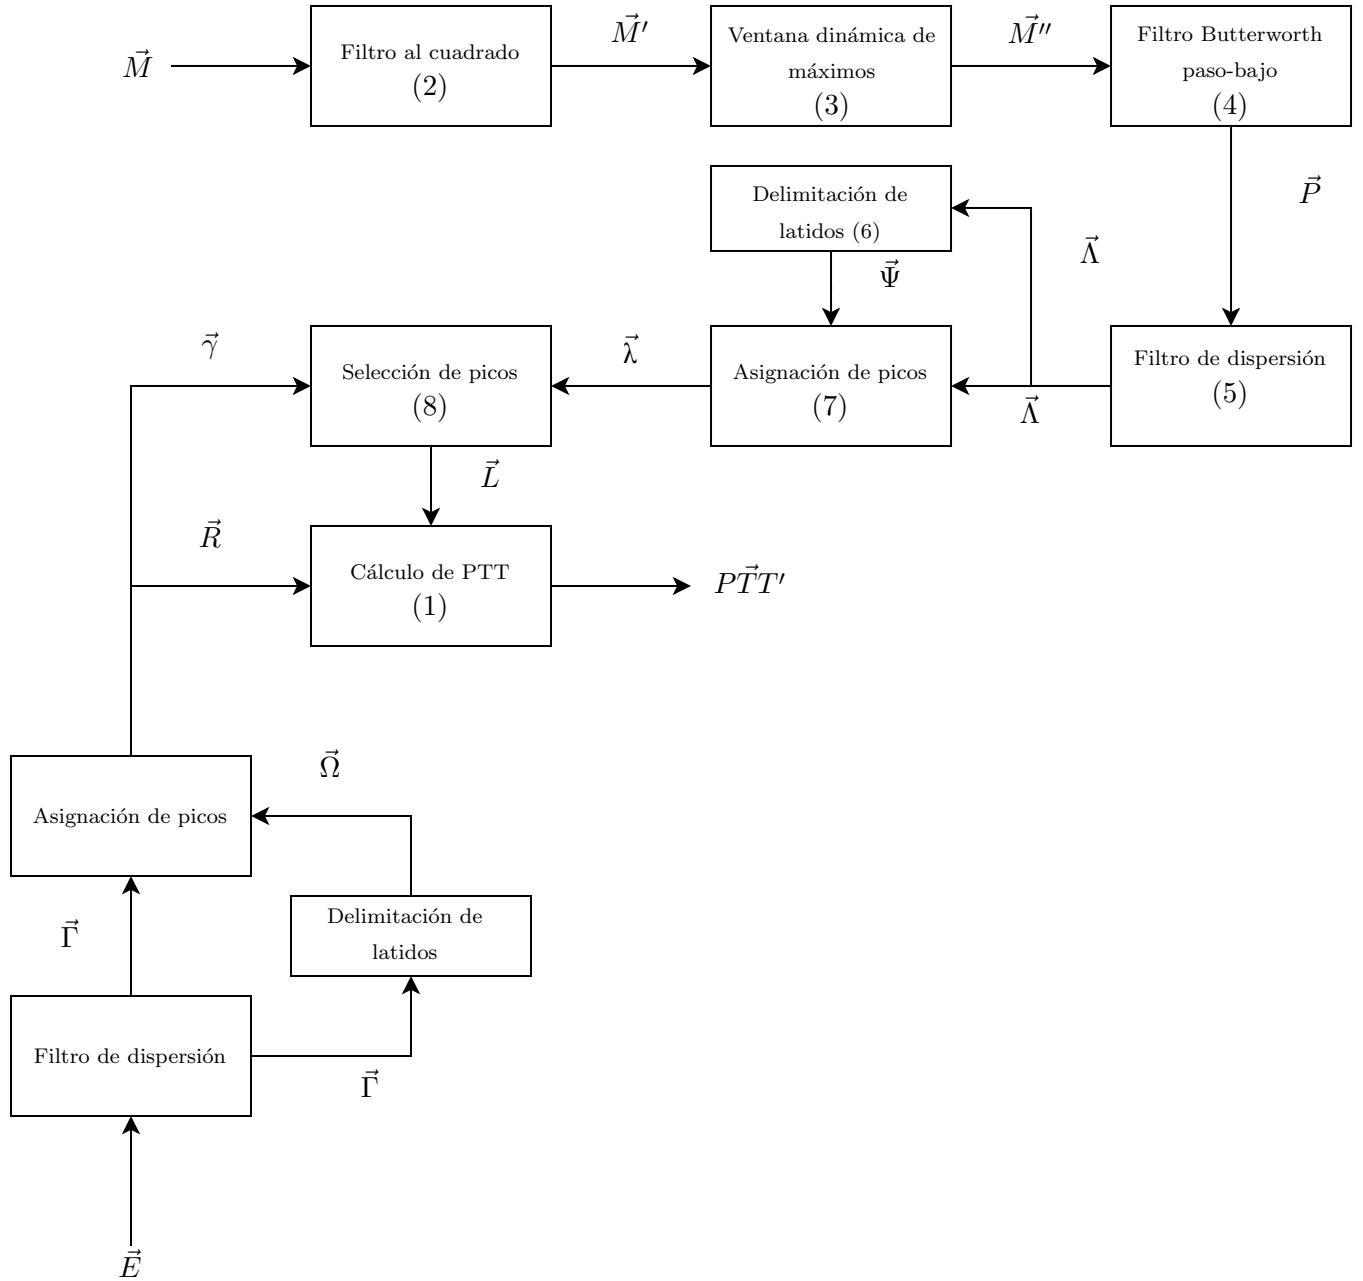 M⃗
Filtro al cuadrado
(2)
M⃗′
Ventana dinámica de
máximos
(3)
M⃗″
Filtro Butterworth
paso-bajo
(4)
P⃗
Delimitación de
latidos (6)
Λ⃗
Ψ⃗
γ⃗
Selección de picos
(8)
λ⃗
Asignación de picos
(7)
Λ⃗
Filtro de dispersión
(5)
L⃗
R⃗
Cálculo de PTT
(1)
PT⃗T′
Asignación de picos
Ω⃗
Delimitación de
latidos
Γ⃗
Filtro de dispersión
Γ⃗
E⃗